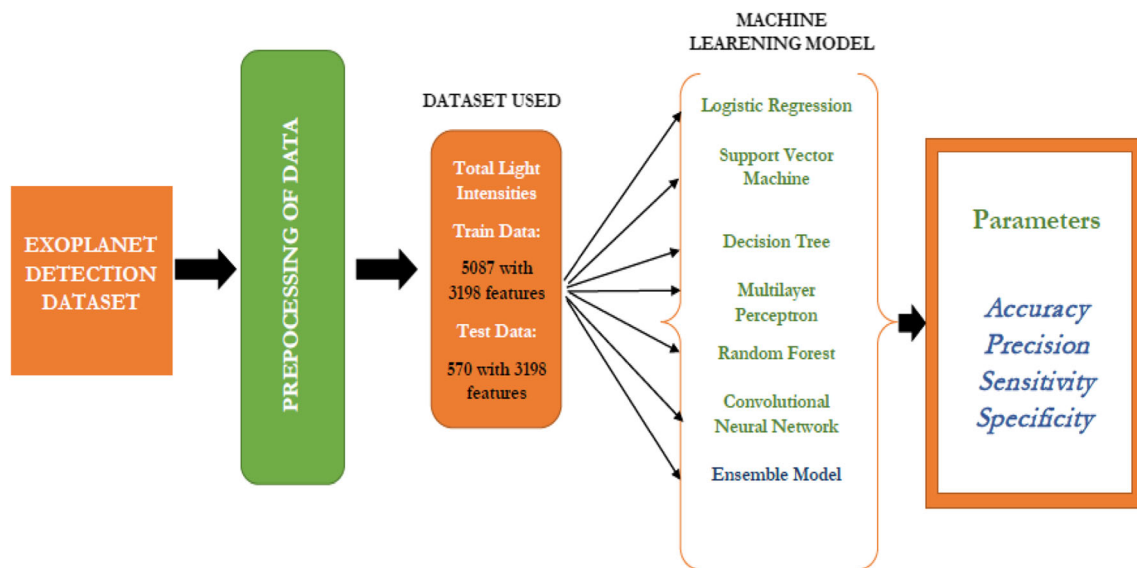 EXOPLANET
DETECTION
DATASET
PREPOCESSING OF DATA
DATASET USED
Total Light
Intensities
Train Data:
5087 with
3198 features
Test Data:
570 with 3198
features
MACHINE
LEARENING MODEL
Logistic Regression
Support Vector
Machine
Decision Tree
Multilayer
Perceptron
Random Forest
Convolutional
Neural Network
Ensemble Model
Parameters
Accuracy
Precision
Sensitivity
Specificity